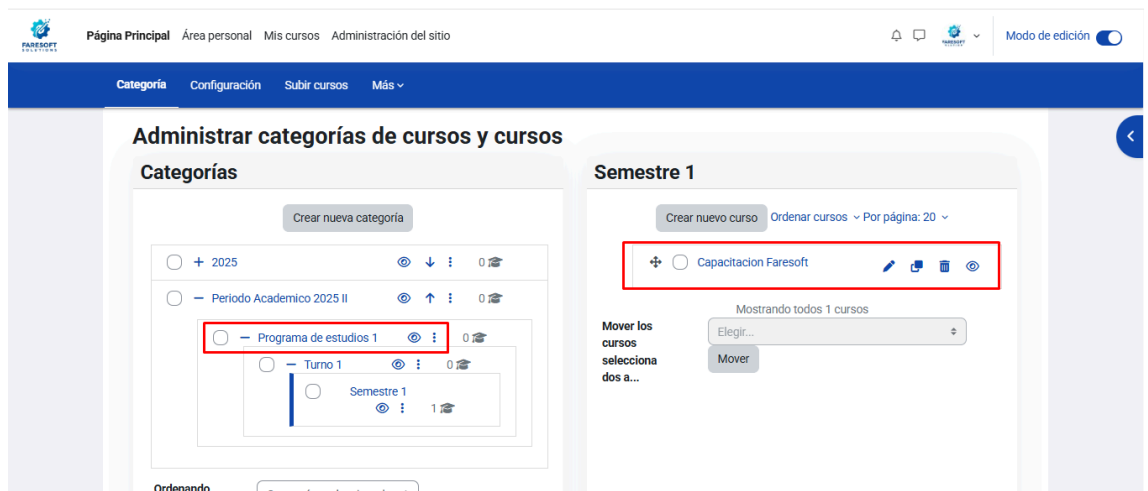 FARESOFT
SOLUTIONS
Página Principal Área personal Mis cursos Administración del sitio
Modo de edición
Categoría Configuración Subir cursos Más
Administrar categorías de cursos y cursos
Categorías
Crear nueva categoría
2025 0
Periodo Academico 2025 II 0
Programa de estudios 1 0
Turno 1 0
Semestre 1
1
Ordenando
Semestre 1
Crear nuevo curso Ordenar cursos Por página: 20
Capacitacion Faresoft
Mostrando todos 1 cursos
Mover los
cursos
selecciona
dos a...
Elegir...
Mover